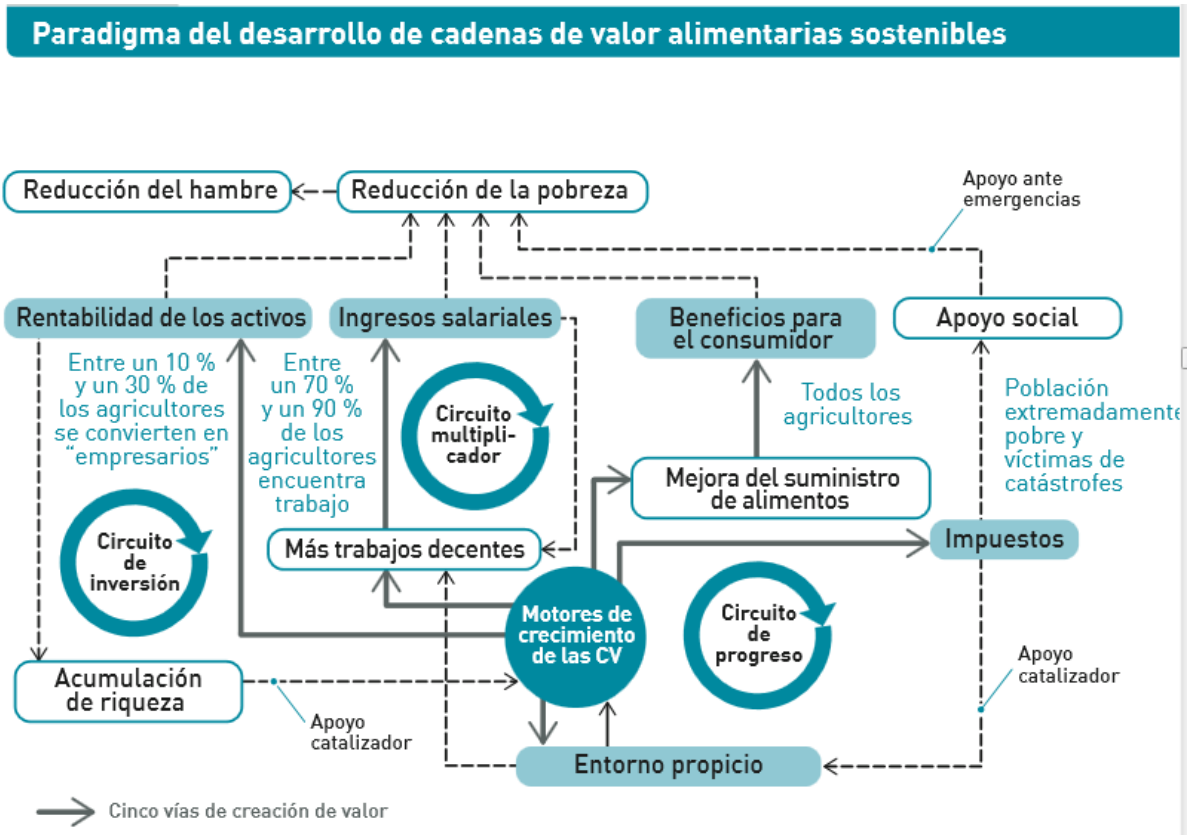 Paradigma del desarrollo de cadenas de valor alimentarias sostenibles
Apoyo ante
emergencias
Reducción del hambre
Reducción de la pobreza
Rentabilidad de los activos
Ingresos salariales
Beneficios para
el consumidor
Apoyo social
Entre un 10 %
y un 30 % de
los agricultores
se convierten en
“empresarios”
Entre
un 70 %
y un 90 %
de los
agricultores
encuentra
trabajo
Circuito
multipli-
cador
Todos los
agricultores
Población
extremadamente
pobre y
víctimas de
catástrofes
Mejora del suministro
de alimentos
Circuito
de
inversión
Más trabajos decentes
Impuestos
Motores de
crecimiento
de las CV
Circuito
de
progreso
Acumulación
de riqueza
Apoyo
catalizador
Apoyo
catalizador
Entorno propicio
Cinco vías de creación de valor